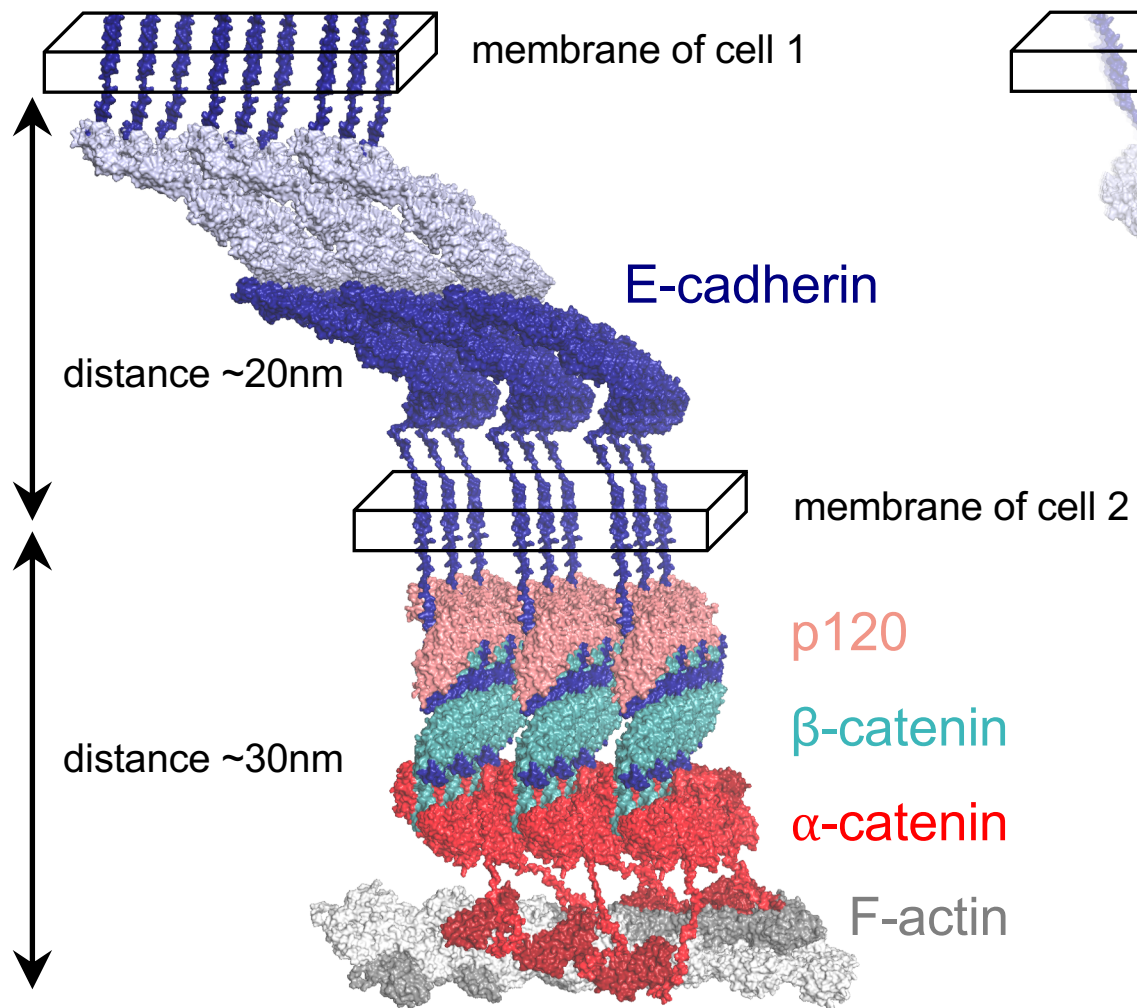 membrane of cell 1
E-cadherin
distance ~20nm
membrane of cell 2
p120
β-catenin
distance ~30nm
α-catenin
F-actin